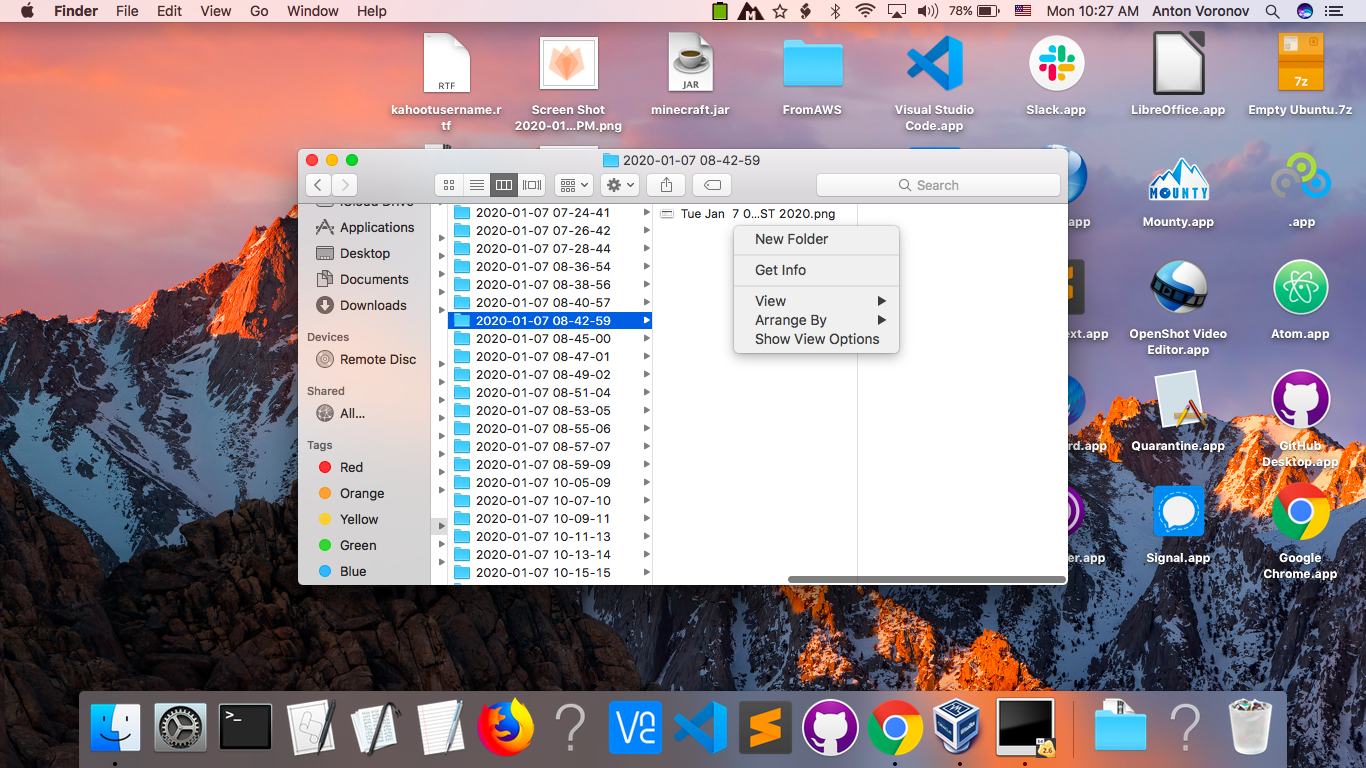 Finder File Edit View Go Window Help 78% Mon 10:27 AM Anton Voronov
RTF
JAR
7z
kahootusername.r
tf
Screen Shot
2020-01...PM.png
minecraft.jar
FromAWS
Visual Studio
Code.app
Slack.app
LibreOffice.app
Empty Ubuntu.7z
2020-01-07 08-42-59
Search
Applications
Desktop
Documents
Downloads
Devices
Remote Disc
Shared
All...
Tags
Red
Orange
Yellow
Green
Blue
2020-01-07 07-24-41
2020-01-07 07-26-42
2020-01-07 07-28-44
2020-01-07 08-36-54
2020-01-07 08-38-56
2020-01-07 08-40-57
2020-01-07 08-42-59
2020-01-07 08-45-00
2020-01-07 08-47-01
2020-01-07 08-49-02
2020-01-07 08-51-04
2020-01-07 08-53-05
2020-01-07 08-55-06
2020-01-07 08-57-07
2020-01-07 08-59-09
2020-01-07 10-05-09
2020-01-07 10-07-10
2020-01-07 10-09-11
2020-01-07 10-11-13
2020-01-07 10-13-14
2020-01-07 10-15-15
Tue Jan 7 0...ST 2020.png
New Folder
Get Info
View
Arrange By
Show View Options
MOUNTY
Mounty.app
.app
OpenShot Video
Editor.app
Atom.app
Quarantine.app
GitHub
Desktop.app
Signal.app
Google
Chrome.app